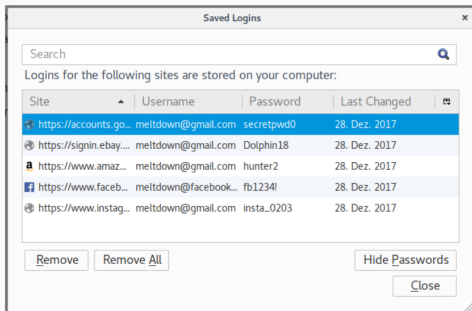 Saved Logins
Search
Logins for the following sites are stored on your computer:
Site Username Password Last Changed
https://accounts.go... meltdown@gmail.com secretpwd0 28. Dez. 2017
https://signin.ebay.... meltdown@gmail.com Dolphin18 28. Dez. 2017
https://www.amaz... meltdown@gmail.com hunter2 28. Dez. 2017
https://www.faceb... meltdown@facebook... fb1234! 28. Dez. 2017
https://www.instag... meltdown@gmail.com insta_0203 28. Dez. 2017
Remove Remove All Hide Passwords
Close